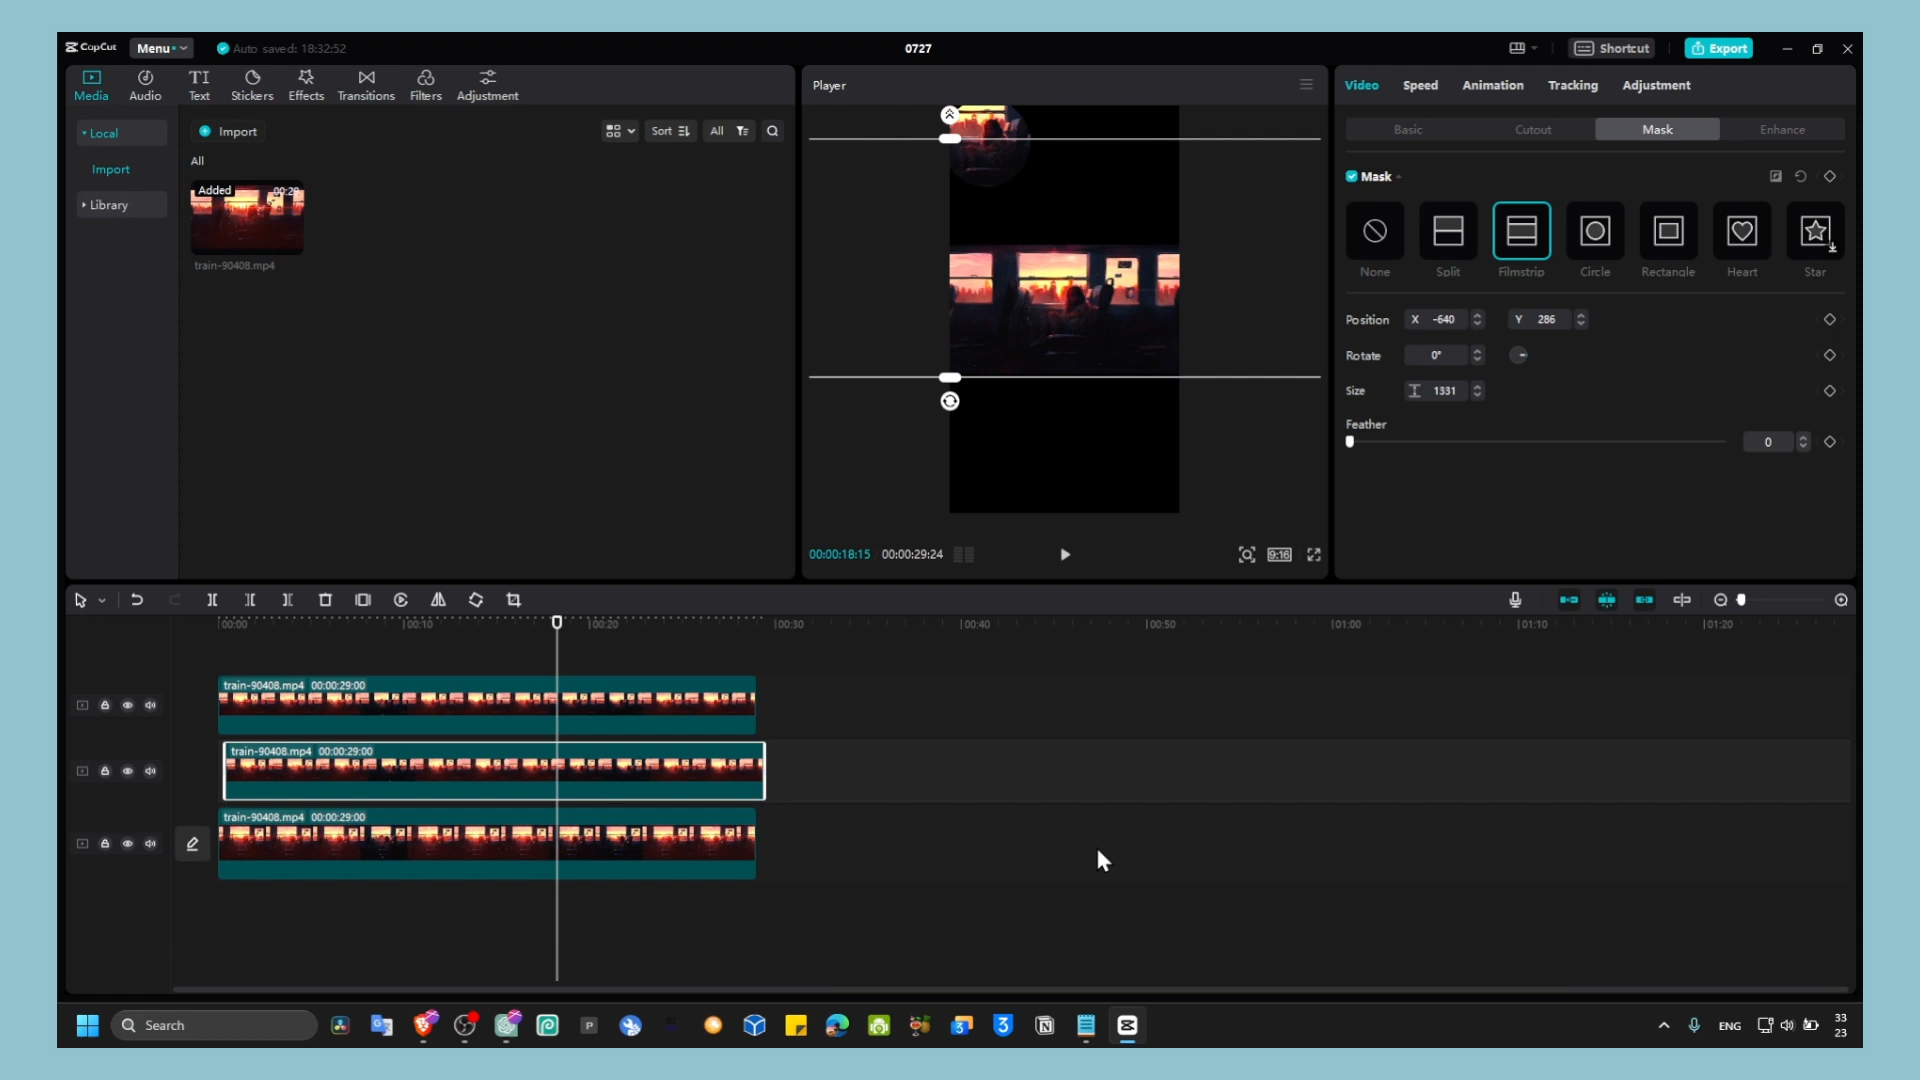 CapCut Menu Auto saved: 18:32:52 0727 Shortcut Export
Media Audio Text Stickers Effects Transitions Filters Adjustment
TI
Local
Import
Library
Import Sort All
All
Added 00:29
train-90408.mp4
Player
00:00:18:15 00:00:29:24 9:16
Video Speed Animation Tracking Adjustment
Basic Cutout Mask Enhance
Mask
None Split Filmstrip Circle Rectangle Heart Star
Position X -640 Y 286
Rotate 0°
Size 1331
Feather
0
00:00 00:10 00:20 00:30 00:40 00:50 01:00 01:10 01:20
train-90408.mp4 00:00:29:00
train-90408.mp4 00:00:29:00
train-90408.mp4 00:00:29:00
Search ENG 33
23